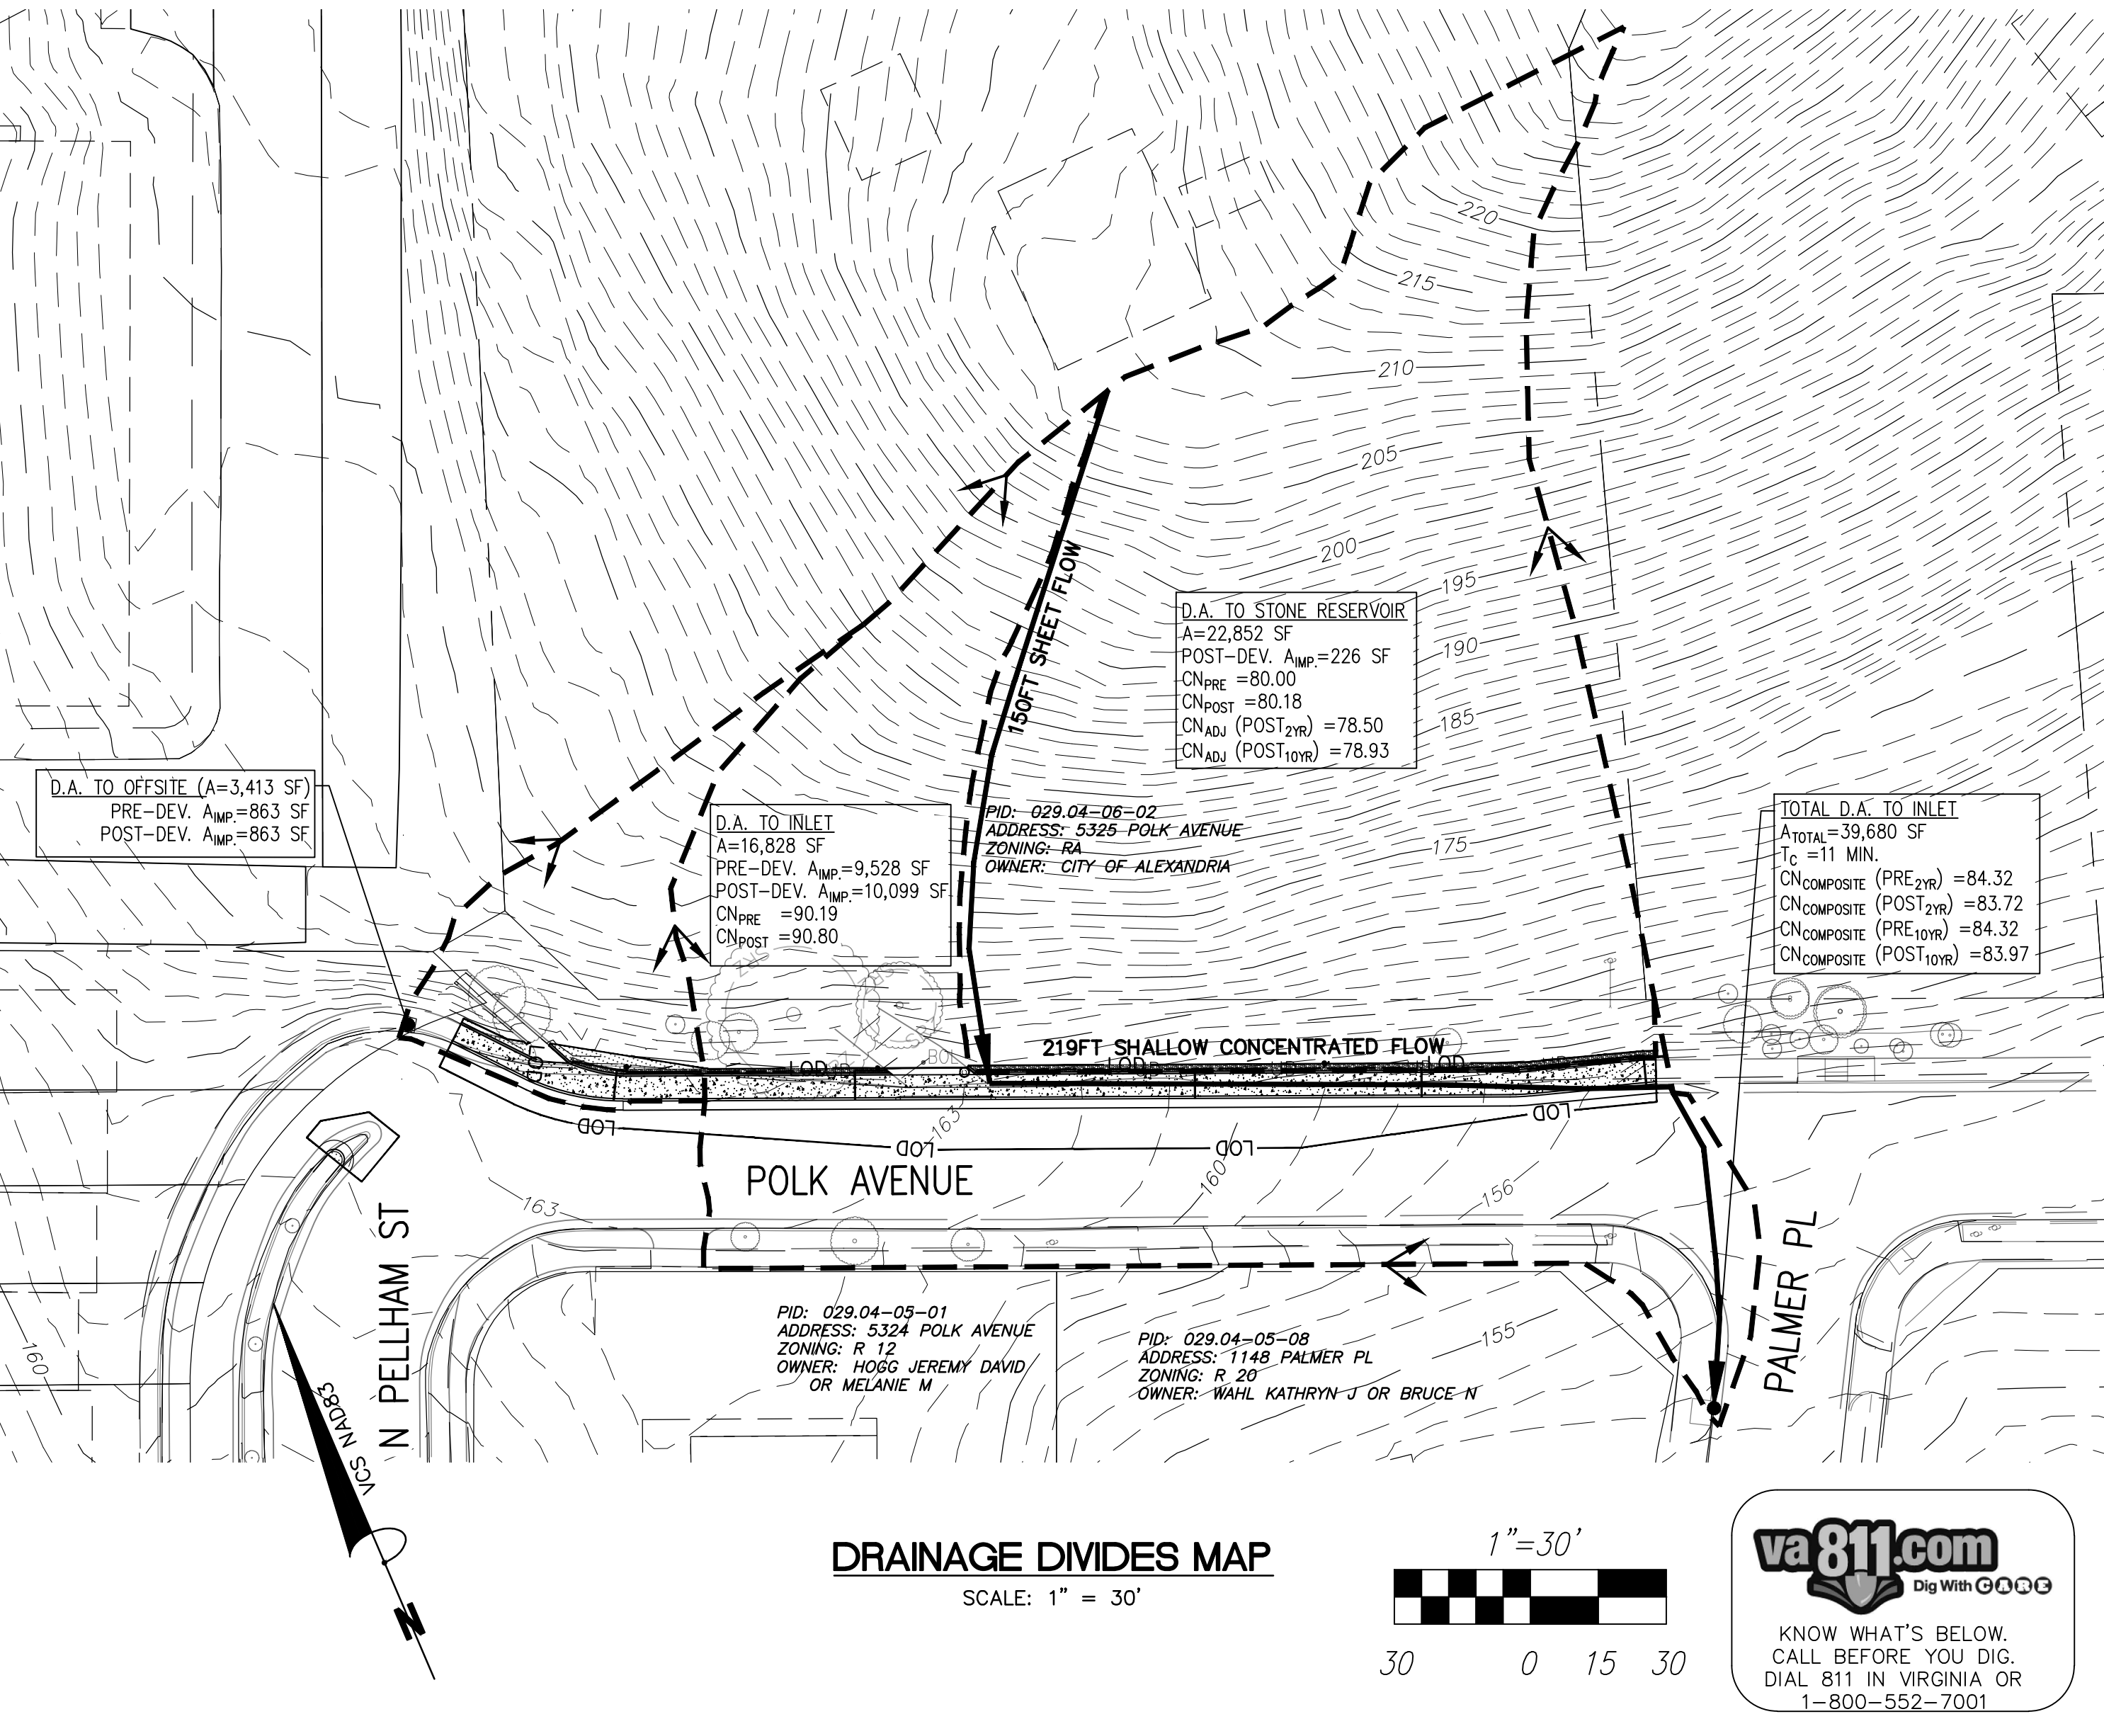 220
215
210
205
200
195
190
185
175
150FT SHEET FLOW
D.A. TO STONE RESERVOIR
A=22,852 SF
POST-DEV. AIMP.=226 SF
CNPRE =80.00
CNPOST =80.18
CNADJ (POST2YR) =78.50
CNADJ (POST10YR) =78.93
D.A. TO OFFSITE (A=3,413 SF)
PRE-DEV. AIMP.=863 SF
POST-DEV. AIMP.=863 SF
D.A. TO INLET
A=16,828 SF
PRE-DEV. AIMP.=9,528 SF
POST-DEV. AIMP.=10,099 SF
CNPRE =90.19
CNPOST =90.80
PID: 029.04-06-02
ADDRESS: 5325 POLK AVENUE
ZONING: RA
OWNER: CITY OF ALEXANDRIA
TOTAL D.A. TO INLET
ATOTAL=39,680 SF
TC =11 MIN.
CNCOMPOSITE (PRE2YR) =84.32
CNCOMPOSITE (POST2YR) =83.72
CNCOMPOSITE (PRE10YR) =84.32
CNCOMPOSITE (POST10YR) =83.97
219FT SHALLOW CONCENTRATED FLOW
LOD
LOD
LOD
LOD
BOL
LOD
LOD
LOD
LOD
163
POLK AVENUE
163
160
156
155
160
N PELLHAM ST
PALMER PL
PID: 029.04-05-01
ADDRESS: 5324 POLK AVENUE
ZONING: R 12
OWNER: HOGG JEREMY DAVID
OR MELANIE M
PID: 029.04-05-08
ADDRESS: 1148 PALMER PL
ZONING: R 20
OWNER: WAHL KATHRYN J OR BRUCE N
VCS NAD83
N
DRAINAGE DIVIDES MAP
SCALE: 1" = 30'
1"=30'
30 0 15 30
va811.com
Dig With CARE
KNOW WHAT'S BELOW.
CALL BEFORE YOU DIG.
DIAL 811 IN VIRGINIA OR
1-800-552-7001